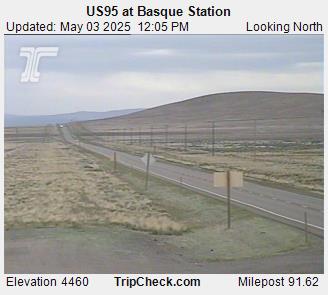 US95 at Basque Station
Updated: May 03 2025 12:05 PM Looking North
Elevation 4460 TripCheck.com Milepost 91.62